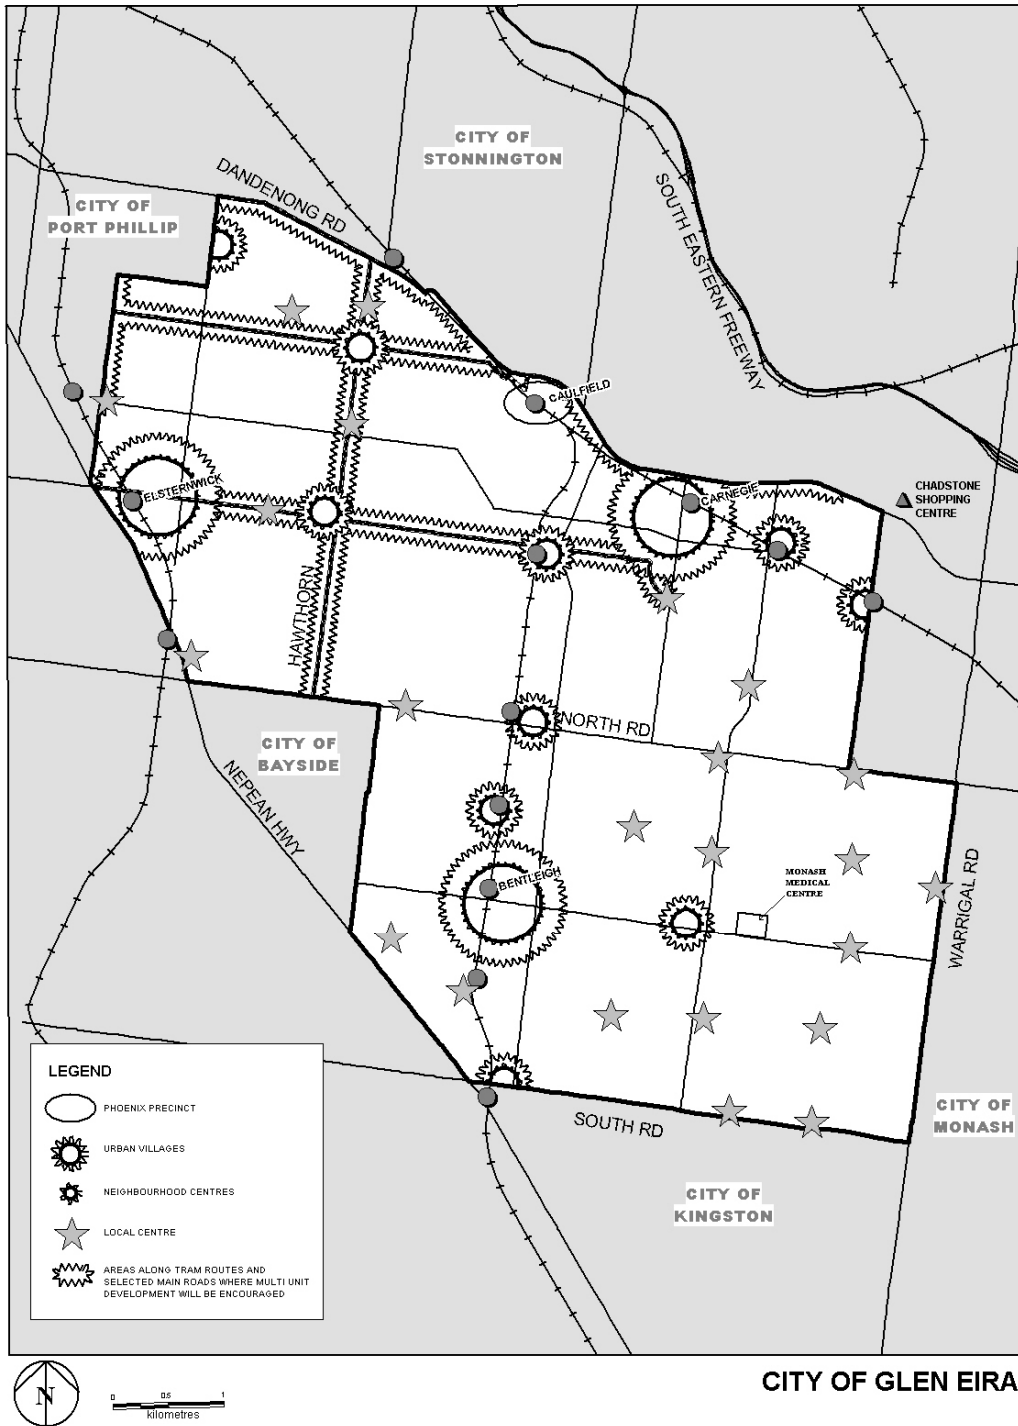 CITY OF
STONNINGTON
DANDENONG RD
CITY OF
PORT PHILLIP
SOUTH EASTERN FREEWAY
CAULFIELD
ELSTERNWICK
CARNEGIE
CHADSTONE
SHOPPING
CENTRE
HAWTHORN
NORTH RD
CITY OF
BAYSIDE
NEPEAN HWY
BENTLEIGH
MONASH
MEDICAL
CENTRE
WARRIGAL RD
SOUTH RD
CITY OF
MONASH
CITY OF
KINGSTON
LEGEND
PHOENIX PRECINCT
URBAN VILLAGES
NEIGHBOURHOOD CENTRES
LOCAL CENTRE
AREAS ALONG TRAM ROUTES AND
SELECTED MAIN ROADS WHERE MULTI UNIT
DEVELOPMENT WILL BE ENCOURAGED
N
0 0.5 1
kilometres
CITY OF GLEN EIRA